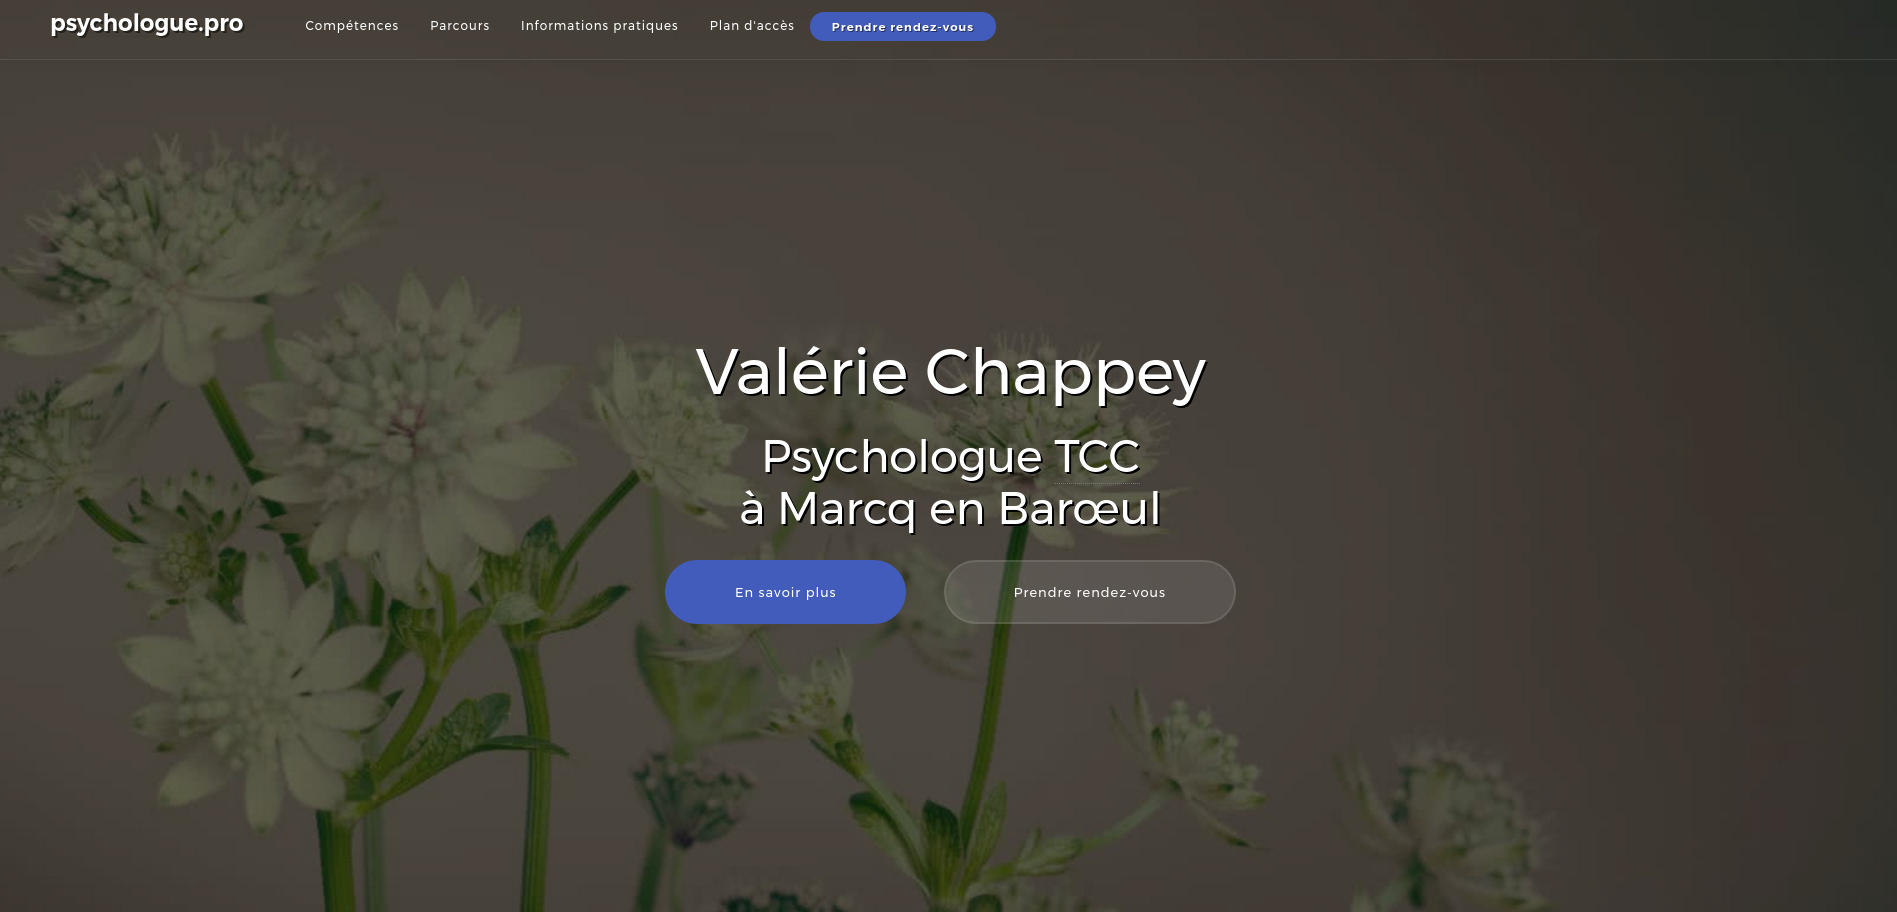 psychologue.pro
Compétences Parcours Informations pratiques Plan d'accès Prendre rendez-vous
Valérie Chappey
Psychologue TCC
à Marcq en Barœul
En savoir plus
Prendre rendez-vous